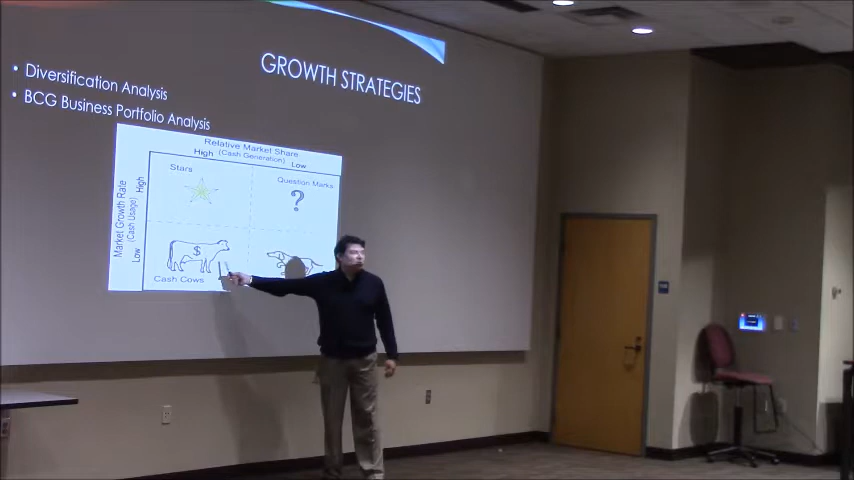 GROWTH STRATEGIES
• Diversification Analysis
• BCG Business Portfolio Analysis
Relative Market Share
High (Cash Generation) Low
Market Growth Rate
(Cash Usage)
High
Low
Stars
Question Marks
?
$
Cash Cows